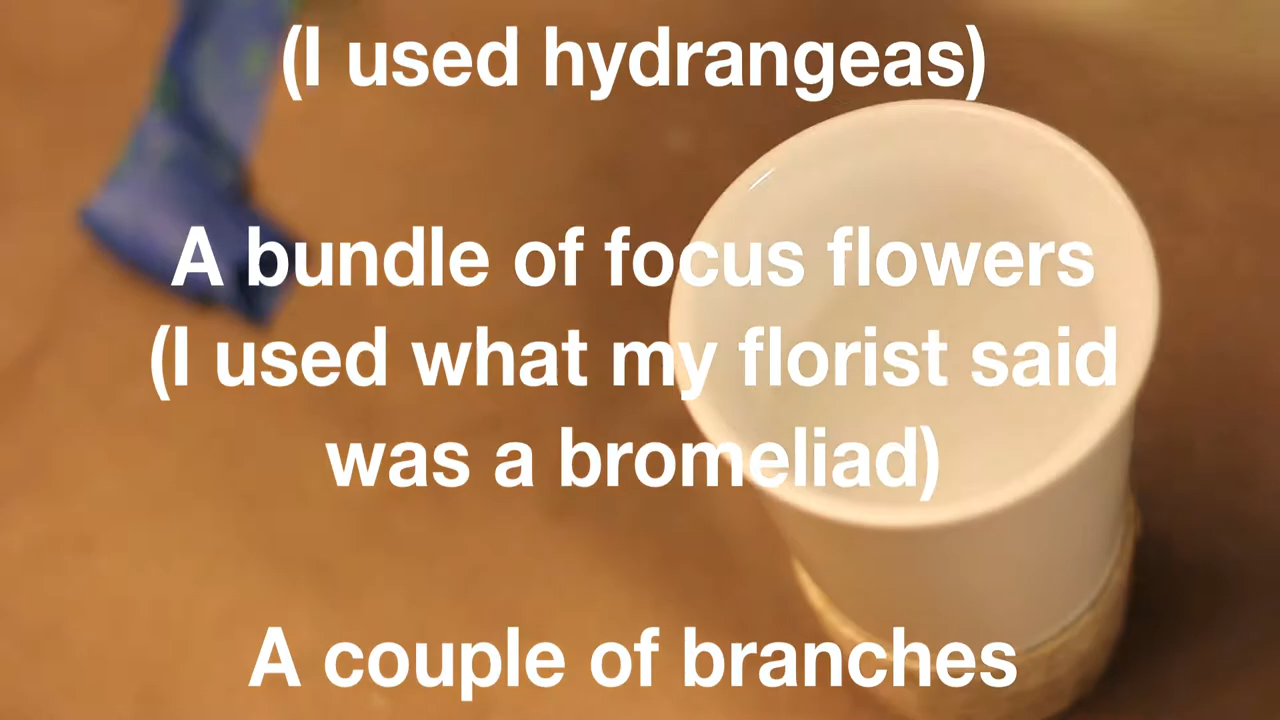 (I used hydrangeas)
A bundle of focus flowers
(I used what my florist said
was a bromeliad)
A couple of branches